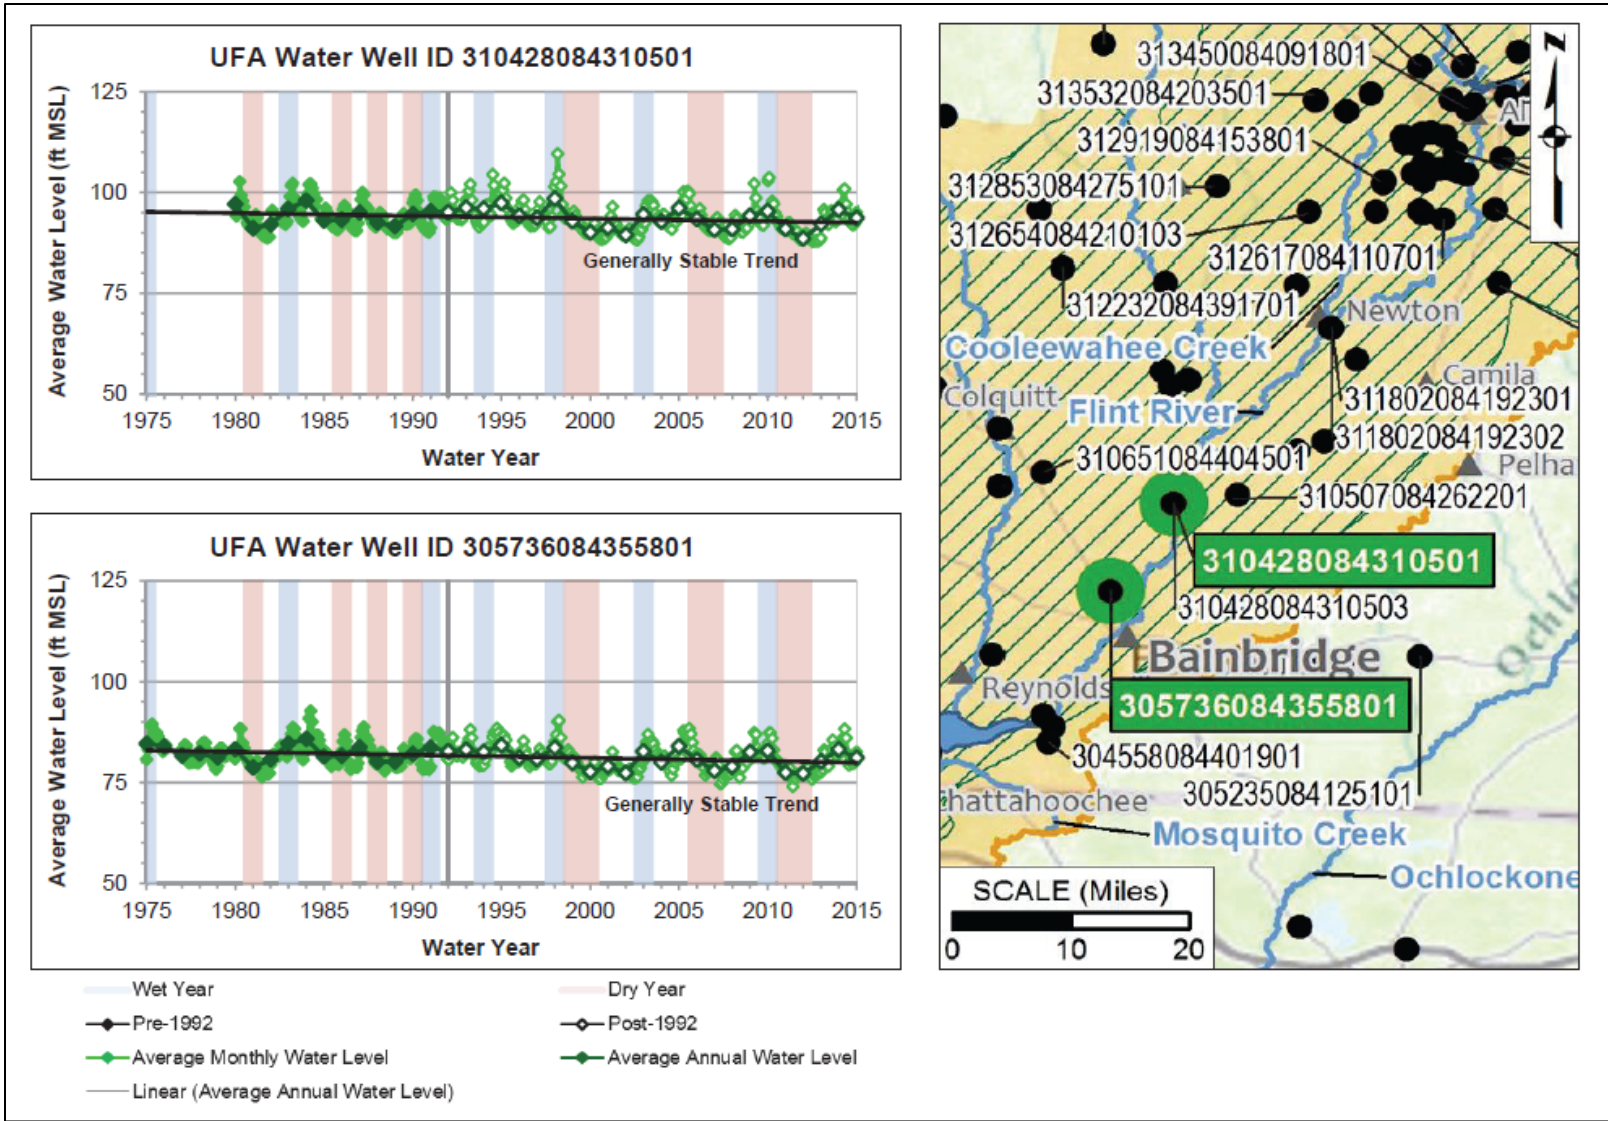 UFA Water Well ID 310428084310501
Average Water Level (ft MSL)
125
100
75
50
Generally Stable Trend
1975 1980 1985 1990 1995 2000 2005 2010 2015
Water Year
UFA Water Well ID 305736084355801
Average Water Level (ft MSL)
125
100
75
50
Generally Stable Trend
1975 1980 1985 1990 1995 2000 2005 2010 2015
Water Year
Wet Year
Dry Year
Pre-1992
Post-1992
Average Monthly Water Level
Average Annual Water Level
Linear (Average Annual Water Level)
313450084091801
Z
313532084203501
Al
312919084153801
312853084275101
312654084210103
312617084110701
312232084391701
Newton
Cooleewahee Creek
Camila
Colquitt
311802084192301
Flint River
311802084192302
310651084404501
Pelha
310507084262201
310428084310501
310428084310503
Ochlo
Bainbridge
Reynolds
305736084355801
304558084401901
305235084125101
hattahoochee
Mosquito Creek
Ochlockone
SCALE (Miles)
0 10 20